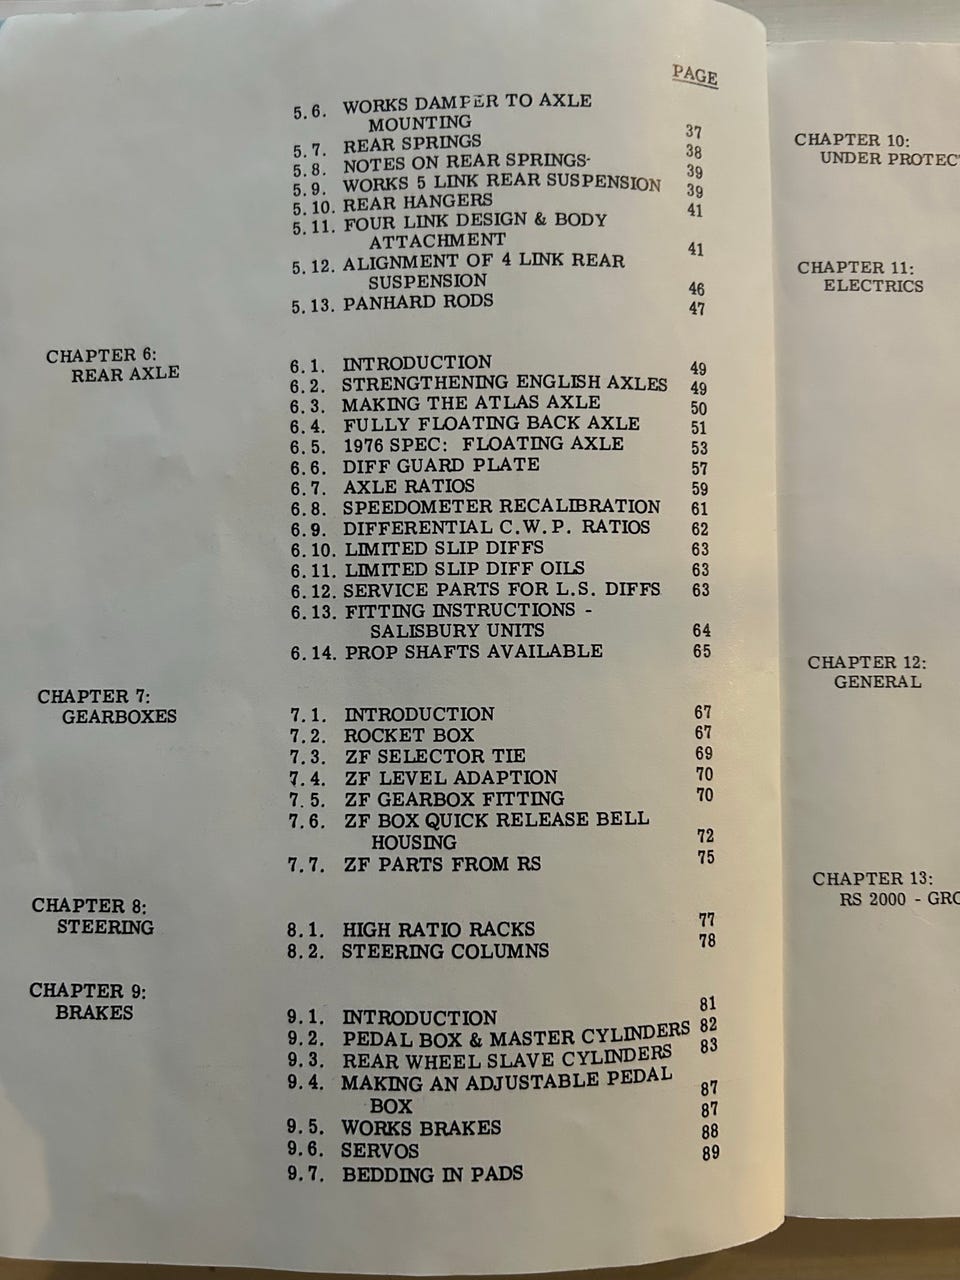 PAGE
5.6. WORKS DAMPER TO AXLE
MOUNTING 37
5.7. REAR SPRINGS 38
5.8. NOTES ON REAR SPRINGS- 39
5.9. WORKS 5 LINK REAR SUSPENSION 39
5.10. REAR HANGERS 41
5.11. FOUR LINK DESIGN & BODY
ATTACHMENT 41
5.12. ALIGNMENT OF 4 LINK REAR
SUSPENSION 46
5.13. PANHARD RODS 47
CHAPTER 6:
REAR AXLE
6.1. INTRODUCTION 49
6.2. STRENGTHENING ENGLISH AXLES 49
6.3. MAKING THE ATLAS AXLE 50
6.4. FULLY FLOATING BACK AXLE 51
6.5. 1976 SPEC: FLOATING AXLE 53
6.6. DIFF GUARD PLATE 57
6.7. AXLE RATIOS 59
6.8. SPEEDOMETER RECALIBRATION 61
6.9. DIFFERENTIAL C.W.P. RATIOS 62
6.10. LIMITED SLIP DIFFS 63
6.11. LIMITED SLIP DIFF OILS 63
6.12. SERVICE PARTS FOR L.S. DIFFS 63
6.13. FITTING INSTRUCTIONS -
SALISBURY UNITS 64
6.14. PROP SHAFTS AVAILABLE 65
CHAPTER 7:
GEARBOXES
7.1. INTRODUCTION 67
7.2. ROCKET BOX 67
7.3. ZF SELECTOR TIE 69
7.4. ZF LEVEL ADAPTION 70
7.5. ZF GEARBOX FITTING 70
7.6. ZF BOX QUICK RELEASE BELL
HOUSING 72
7.7. ZF PARTS FROM RS 75
CHAPTER 8:
STEERING
8.1. HIGH RATIO RACKS 77
8.2. STEERING COLUMNS 78
CHAPTER 9:
BRAKES
9.1. INTRODUCTION 81
9.2. PEDAL BOX & MASTER CYLINDERS 82
9.3. REAR WHEEL SLAVE CYLINDERS 83
9.4. MAKING AN ADJUSTABLE PEDAL
BOX 87
9.5. WORKS BRAKES 87
9.6. SERVOS 88
9.7. BEDDING IN PADS 89
CHAPTER 10:
UNDER PROTEC
CHAPTER 11:
ELECTRICS
CHAPTER 12:
GENERAL
CHAPTER 13:
RS 2000 - GRO